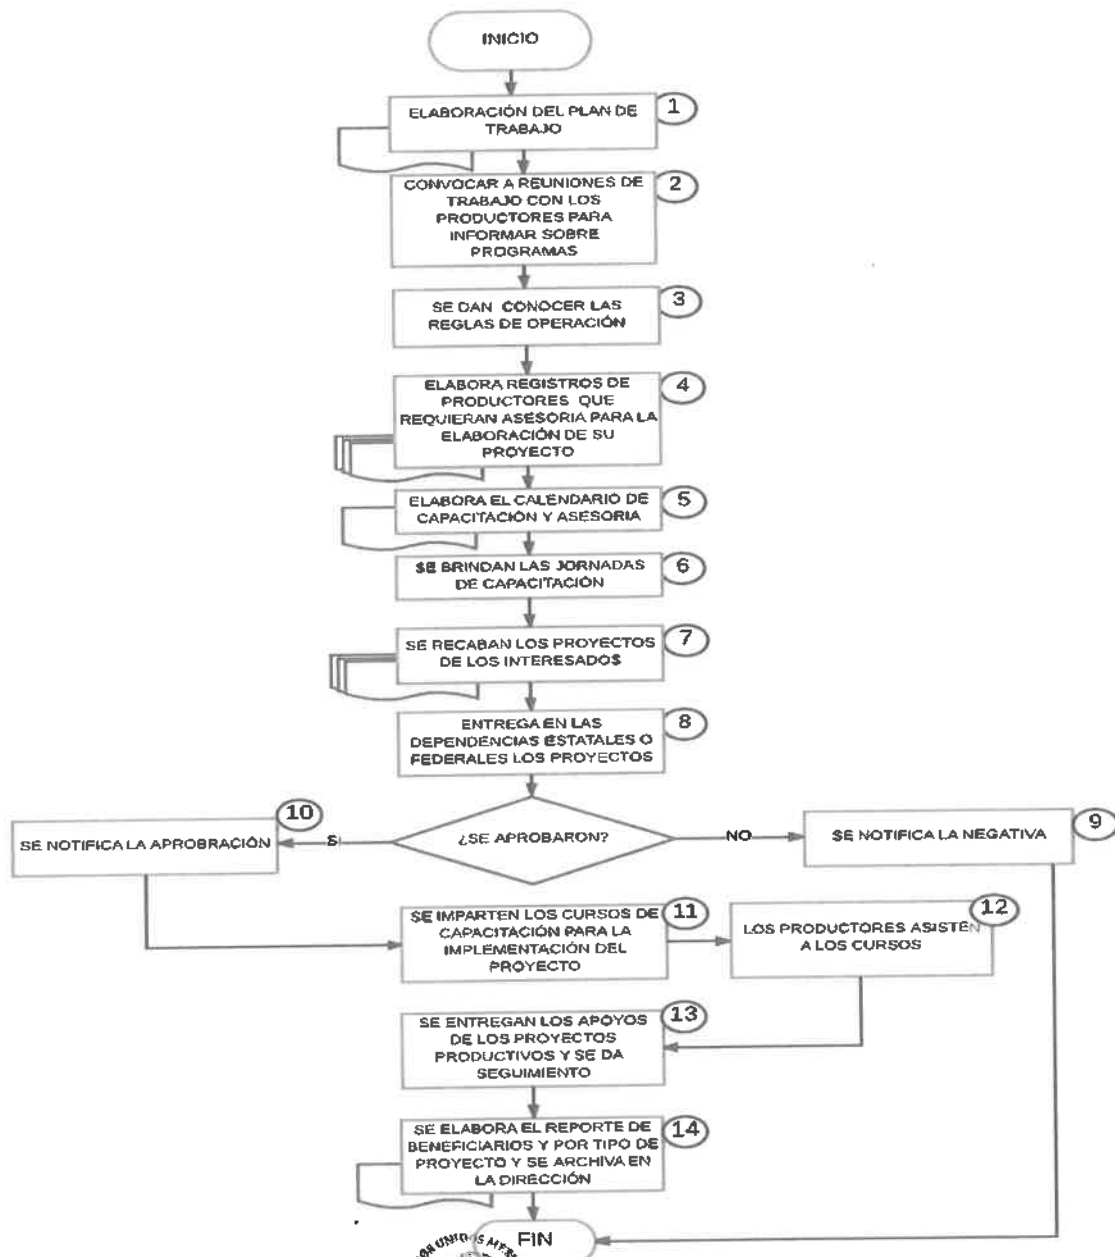 INICIO
1
ELABORACIÓN DEL PLAN DE
TRABAJO
2
CONVOCAR A REUNIONES DE
TRABAJO CON LOS
PRODUCTORES PARA
INFORMAR SOBRE
PROGRAMAS
3
SE DAN CONOCER LAS
REGLAS DE OPERACIÓN
4
ELABORA REGISTROS DE
PRODUCTORES QUE
REQUIERAN ASESORIA PARA LA
ELABORACIÓN DE SU
PROYECTO
5
ELABORA EL CALENDARIO DE
CAPACITACIÓN Y ASESORIA
6
SE BRINDAN LAS JORNADAS
DE CAPACITACIÓN
7
SE RECABAN LOS PROYECTOS
DE LOS INTERESADOS
8
ENTREGA EN LAS
DEPENDENCIAS ESTATALES O
FEDERALES LOS PROYECTOS
¿SE APROBARON?
SI
10
SE NOTIFICA LA APROBRACIÓN
NO
9
SE NOTIFICA LA NEGATIVA
11
SE IMPARTEN LOS CURSOS DE
CAPACITACIÓN PARA LA
IMPLEMENTACIÓN DEL
PROYECTO
12
LOS PRODUCTORES ASISTEN
A LOS CURSOS
13
SE ENTREGAN LOS APOYOS
DE LOS PROYECTOS
PRODUCTIVOS Y SE DA
SEGUIMIENTO
14
SE ELABORA EL REPORTE DE
BENEFICIARIOS Y POR TIPO DE
PROYECTO Y SE ARCHIVA EN
LA DIRECCIÓN
FIN